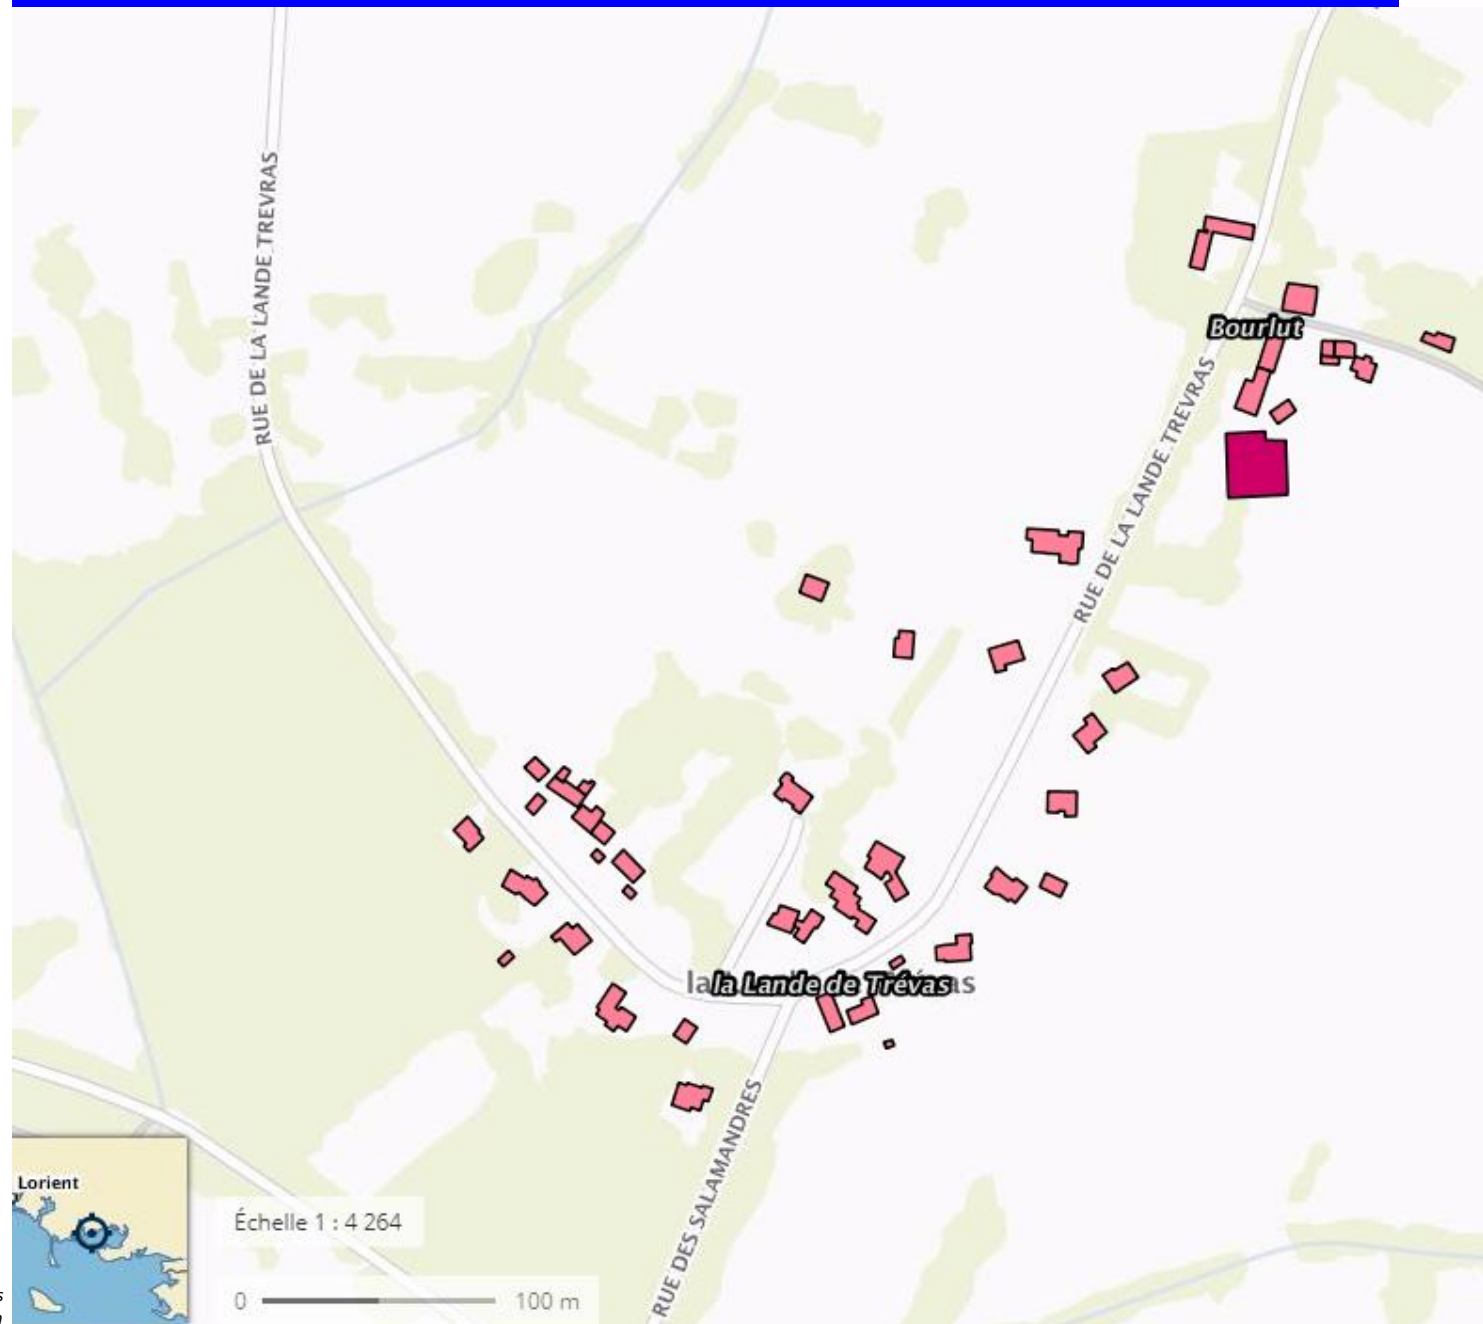 RUE DE LA LANDE TREVRAS
Bourlut
RUE DE LA LANDE TREVRAS
la Lande de Trévas
RUE DES SALAMANDRES
Lorient
Échelle 1 : 4 264
0 100 m